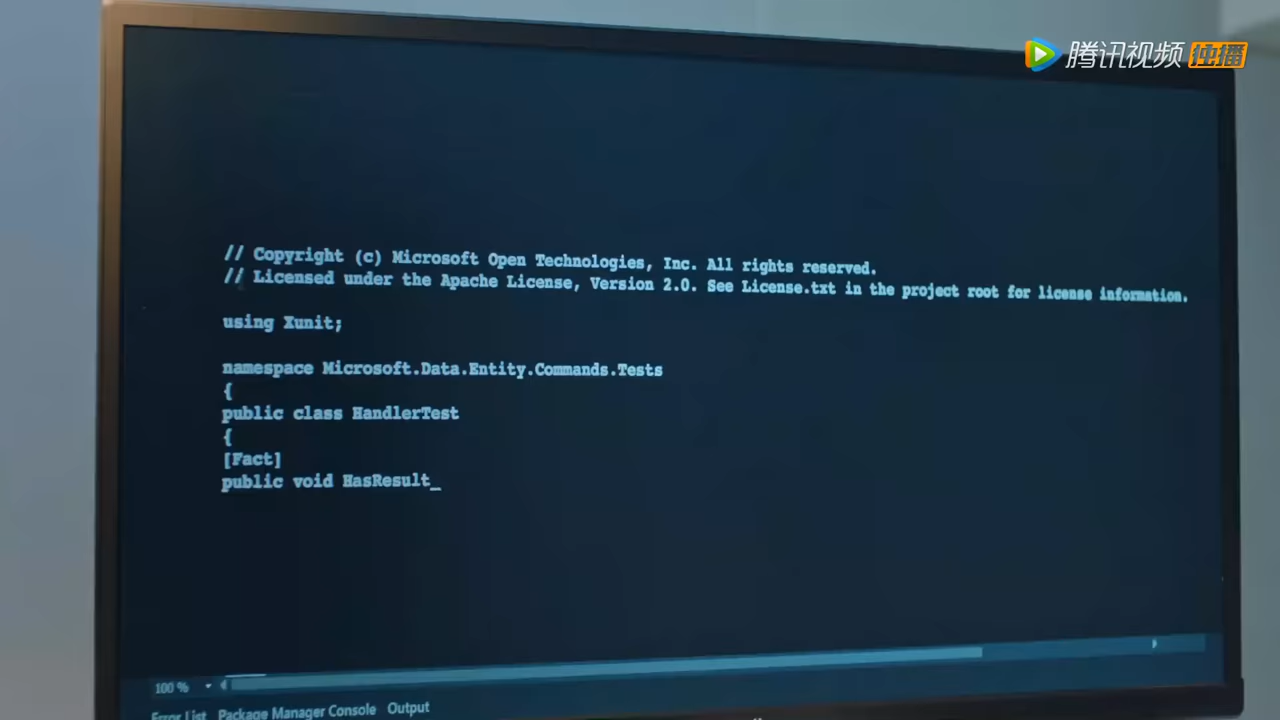 腾讯视频 独播
// Copyright (c) Microsoft Open Technologies, Inc. All rights reserved.
// Licensed under the Apache License, Version 2.0. See License.txt in the project root for license information.
using Xunit;
namespace Microsoft.Data.Entity.Commands.Tests
{
public class HandlerTest
{
[Fact]
public void HasResult_
100 %
Error List Package Manager Console Output